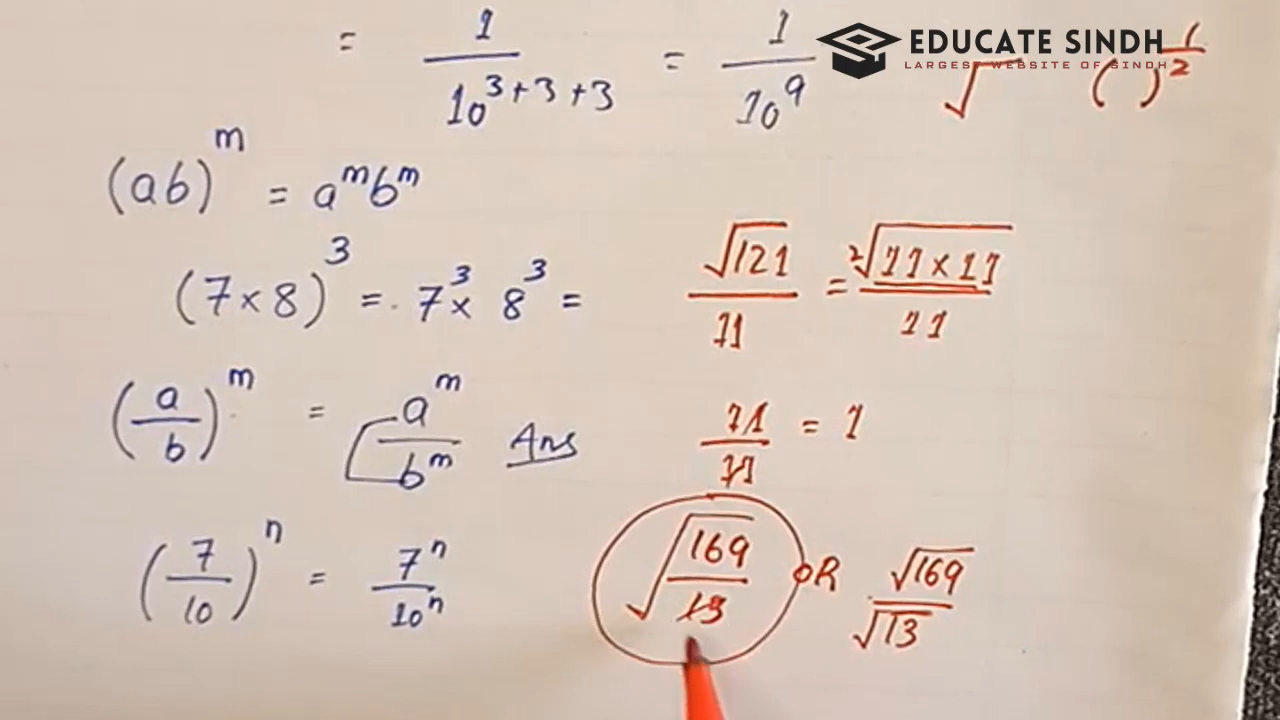 EDUCATE SINDH
LARGEST WEBSITE OF SINDH
= 1/10^(3+3+3) = 1/10^9
√ ( )^(1/2)
(ab)^m = a^m b^m
(7×8)^3 = . 7^3 × 8^3 =
(a/b)^m = a^m/b^m Ans
(7/10)^n = 7^n/10^n
√121/11 = ²√(11×11)/11
11/11 = 1
√(169/13) OR √169/√13